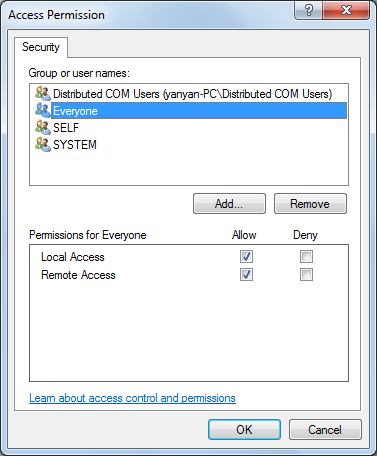 Access Permission
Security
Group or user names:
Distributed COM Users (yanyan-PC\Distributed COM Users)
Everyone
SELF
SYSTEM
Add... Remove
Permissions for Everyone Allow Deny
Local Access
Remote Access
Learn about access control and permissions
OK Cancel